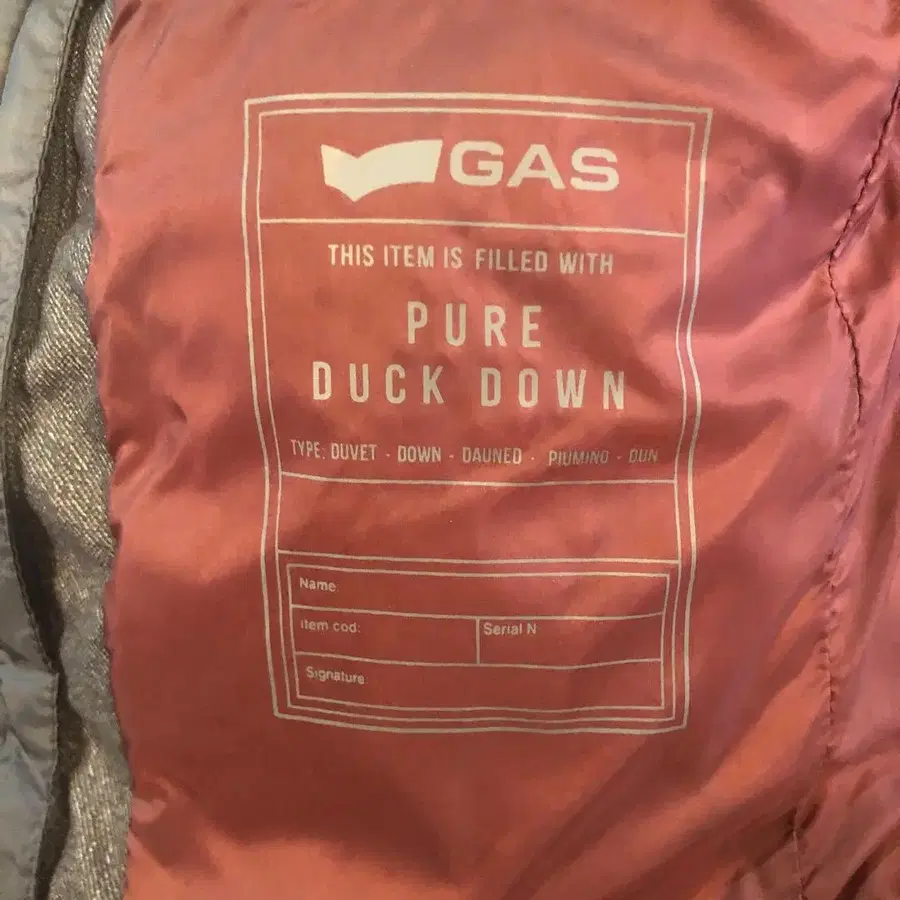 GAS
THIS ITEM IS FILLED WITH
PURE
DUCK DOWN
TYPE: DUVET - DOWN - DAUNED - PIUMINO - DUN
Name:
Item cod:
Serial N
Signature